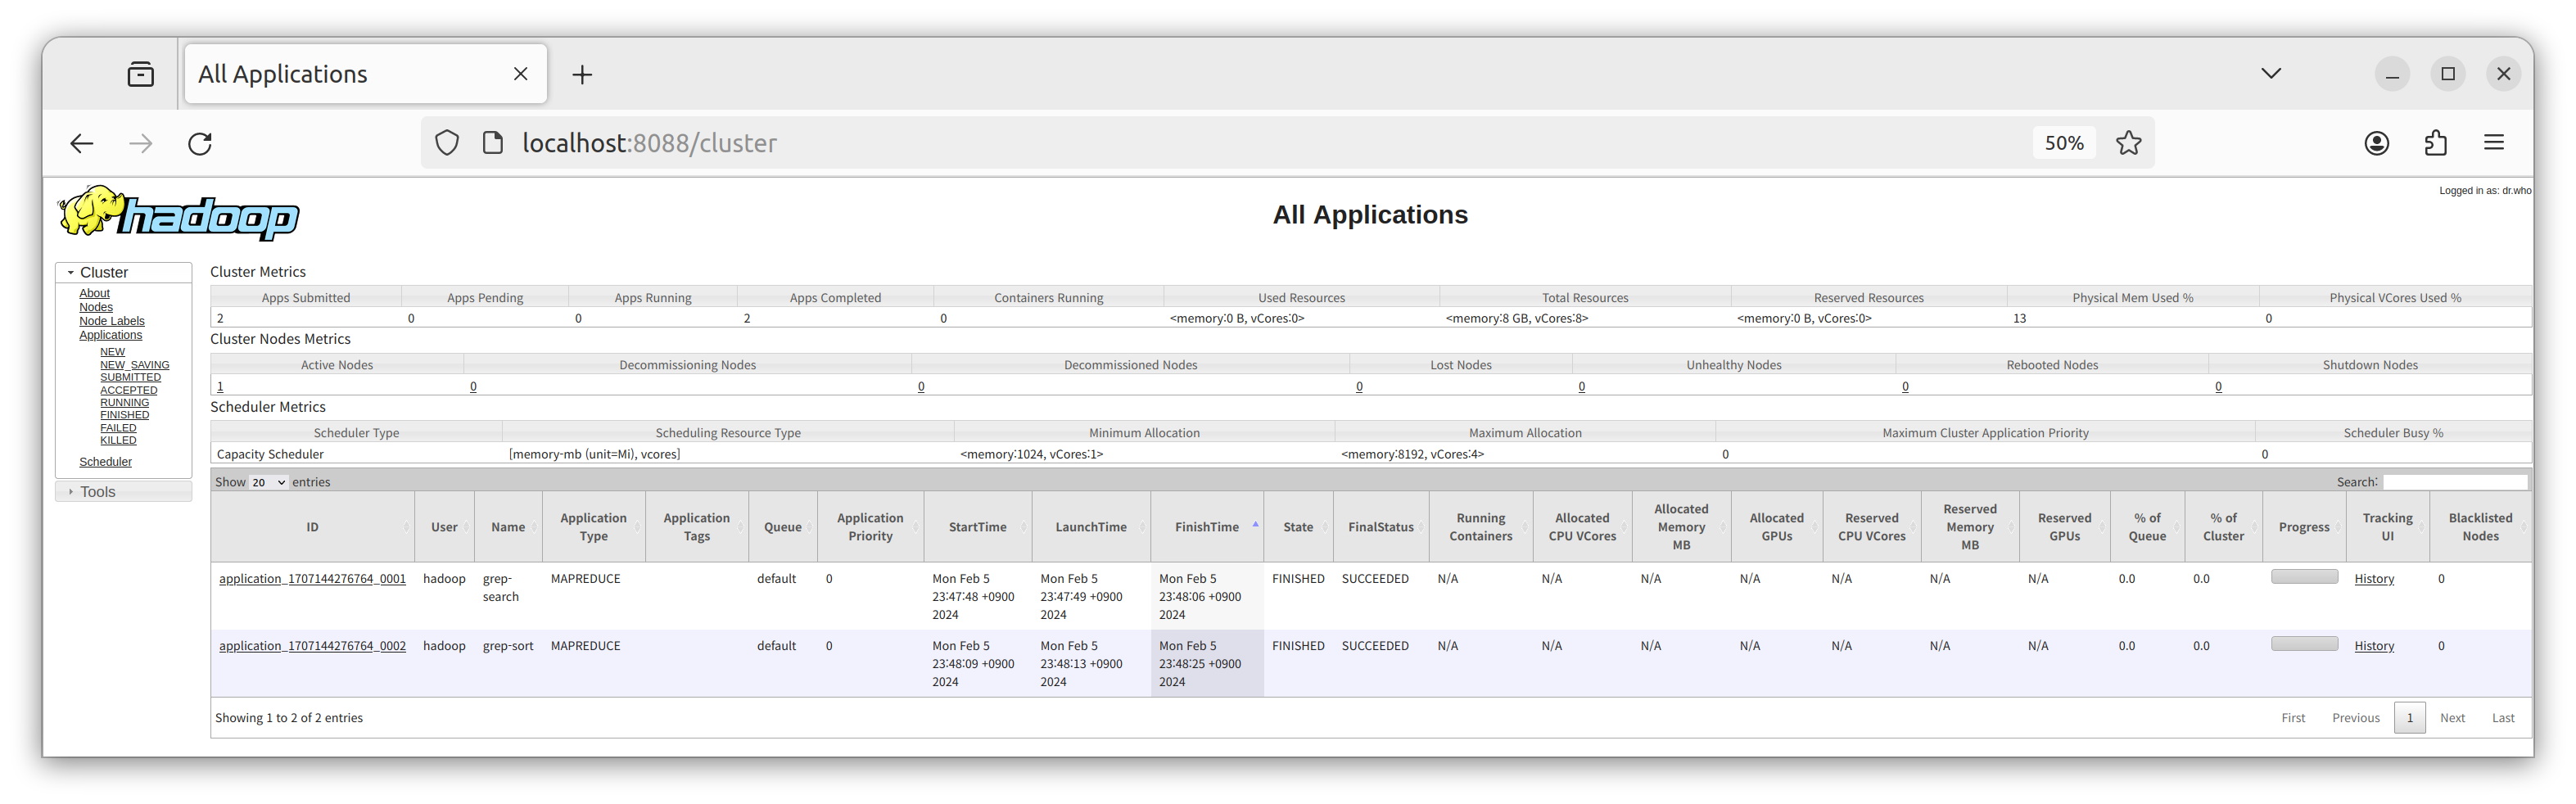 All Applications
localhost:8088/cluster
50%
hadoop
All Applications
Logged in as: dr.who
Cluster
About
Nodes
Node Labels
Applications
NEW
NEW_SAVING
SUBMITTED
ACCEPTED
RUNNING
FINISHED
FAILED
KILLED
Scheduler
Tools
Cluster Metrics
Apps Submitted Apps Pending Apps Running Apps Completed Containers Running Used Resources Total Resources Reserved Resources Physical Mem Used % Physical VCores Used %
2 0 0 2 0 <memory:0 B, vCores:0> <memory:8 GB, vCores:8> <memory:0 B, vCores:0> 13 0
Cluster Nodes Metrics
Active Nodes Decommissioning Nodes Decommissioned Nodes Lost Nodes Unhealthy Nodes Rebooted Nodes Shutdown Nodes
1 0 0 0 0 0 0
Scheduler Metrics
Scheduler Type Scheduling Resource Type Minimum Allocation Maximum Allocation Maximum Cluster Application Priority Scheduler Busy %
Capacity Scheduler [memory-mb (unit=Mi), vcores] <memory:1024, vCores:1> <memory:8192, vCores:4> 0 0
Show 20 entries Search:
ID User Name Application Type Application Tags Queue Application Priority StartTime LaunchTime FinishTime State FinalStatus Running Containers Allocated CPU VCores Allocated Memory MB Allocated GPUs Reserved CPU VCores Reserved Memory MB Reserved GPUs % of Queue % of Cluster Progress Tracking UI Blacklisted Nodes
application_1707144276764_0001 hadoop grep-search MAPREDUCE default 0 Mon Feb 5 23:47:48 +0900 2024 Mon Feb 5 23:47:49 +0900 2024 Mon Feb 5 23:48:06 +0900 2024 FINISHED SUCCEEDED N/A N/A N/A N/A N/A N/A N/A 0.0 0.0 History 0
application_1707144276764_0002 hadoop grep-sort MAPREDUCE default 0 Mon Feb 5 23:48:09 +0900 2024 Mon Feb 5 23:48:13 +0900 2024 Mon Feb 5 23:48:25 +0900 2024 FINISHED SUCCEEDED N/A N/A N/A N/A N/A N/A N/A 0.0 0.0 History 0
Showing 1 to 2 of 2 entries First Previous 1 Next Last